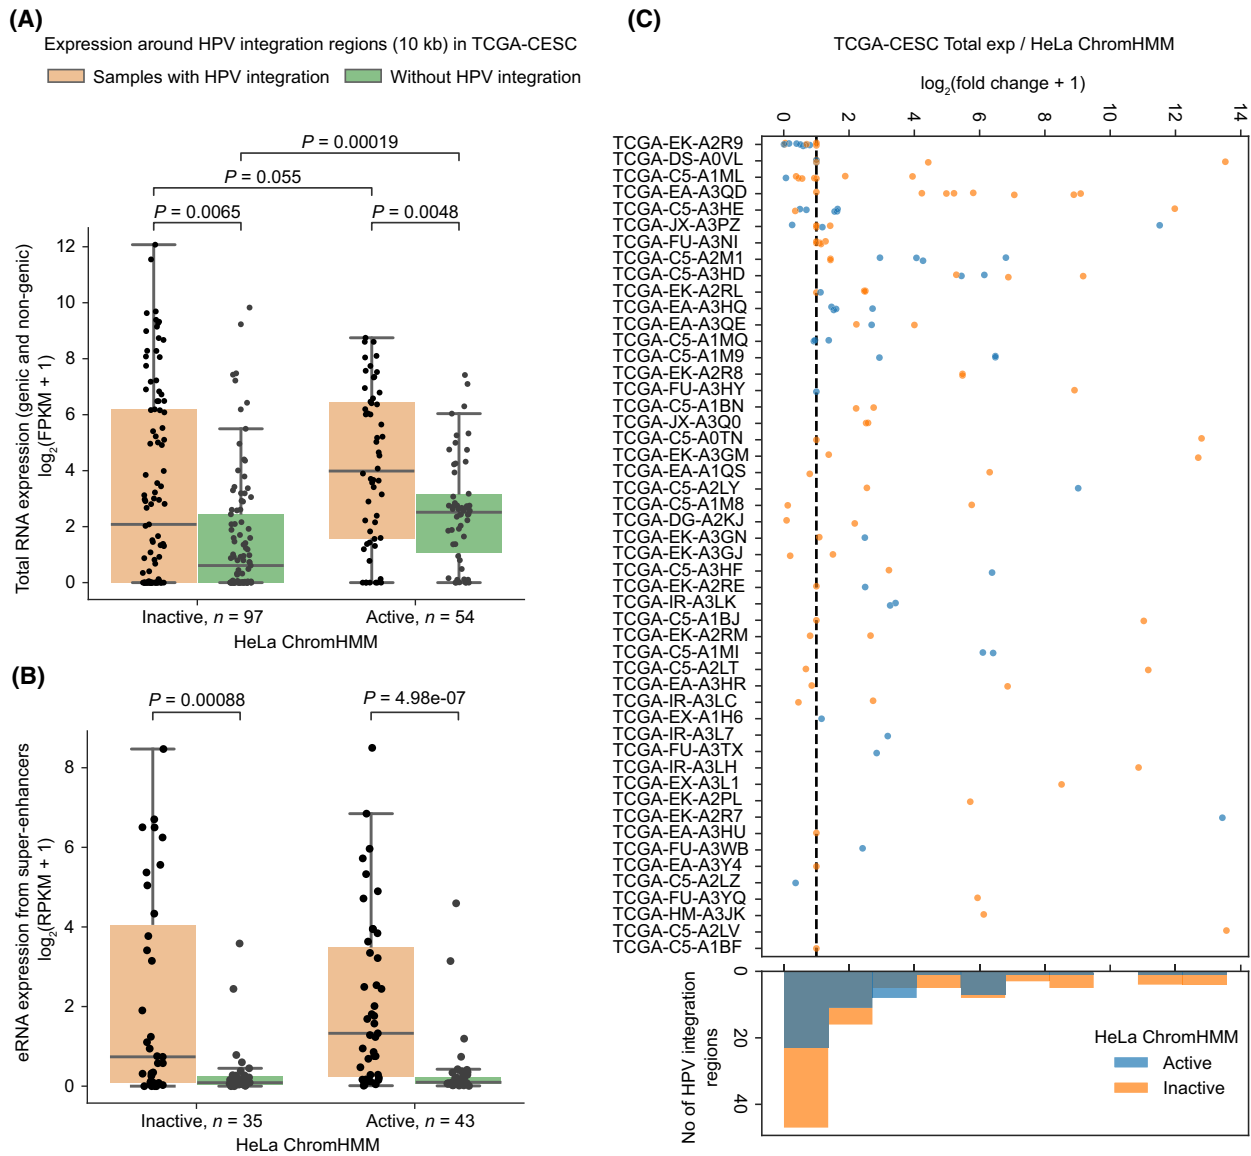 (A)
Expression around HPV integration regions (10 kb) in TCGA-CESC
Samples with HPV integration
Without HPV integration
P = 0.00019
P = 0.055
P = 0.0065
P = 0.0048
Total RNA expression (genic and non-genic)
log2(FPKM + 1)
12
10
8
6
4
2
0
Inactive, n = 97
Active, n = 54
HeLa ChromHMM
(B)
P = 0.00088
P = 4.98e-07
eRNA expression from super-enhancers
log2(RPKM + 1)
8
6
4
2
0
Inactive, n = 35
Active, n = 43
HeLa ChromHMM
(C)
TCGA-CESC Total exp / HeLa ChromHMM
log2(fold change + 1)
0 2 4 6 8 10 12 14
TCGA-EK-A2R9
TCGA-DS-A0VL
TCGA-C5-A1ML
TCGA-EA-A3QD
TCGA-C5-A3HE
TCGA-JX-A3PZ
TCGA-FU-A3NI
TCGA-C5-A2M1
TCGA-C5-A3HD
TCGA-EK-A2RL
TCGA-EA-A3HQ
TCGA-EA-A3QE
TCGA-C5-A1MQ
TCGA-C5-A1M9
TCGA-EK-A2R8
TCGA-FU-A3HY
TCGA-C5-A1BN
TCGA-JX-A3Q0
TCGA-C5-A0TN
TCGA-EK-A3GM
TCGA-EA-A1QS
TCGA-C5-A2LY
TCGA-C5-A1M8
TCGA-DG-A2KJ
TCGA-EK-A3GN
TCGA-EK-A3GJ
TCGA-C5-A3HF
TCGA-EK-A2RE
TCGA-IR-A3LK
TCGA-C5-A1BJ
TCGA-EK-A2RM
TCGA-C5-A1MI
TCGA-C5-A2LT
TCGA-EA-A3HR
TCGA-IR-A3LC
TCGA-EX-A1H6
TCGA-IR-A3L7
TCGA-FU-A3TX
TCGA-IR-A3LH
TCGA-EX-A3L1
TCGA-EK-A2PL
TCGA-EK-A2R7
TCGA-EA-A3HU
TCGA-FU-A3WB
TCGA-EA-A3Y4
TCGA-C5-A2LZ
TCGA-FU-A3YQ
TCGA-HM-A3JK
TCGA-C5-A2LV
TCGA-C5-A1BF
No of HPV integration
regions
0
20
40
HeLa ChromHMM
Active
Inactive